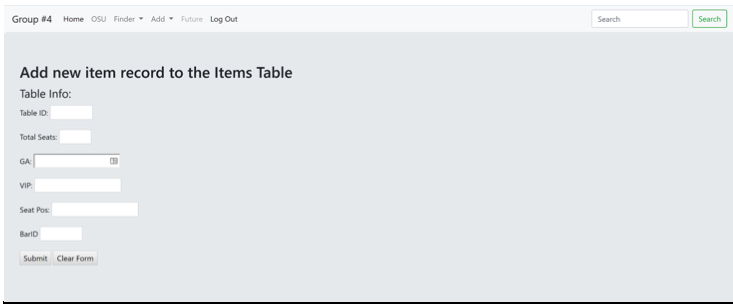 Group #4 Home OSU Finder Add Future Log Out Search Search
Add new item record to the Items Table
Table Info:
Table ID:
Total Seats:
GA:
VIP:
Seat Pos:
BarID
Submit Clear Form